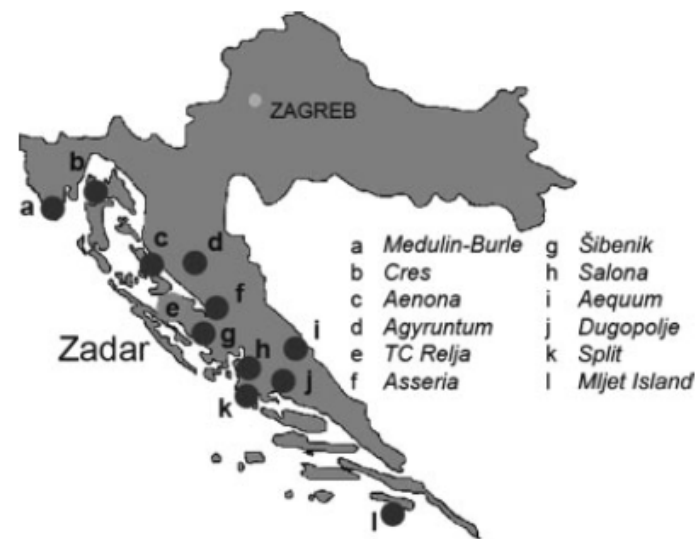 ZAGREB
b
a
c
d
e
f
g
Zadar
h
i
j
k
l
a Medulin-Burle g Šibenik
b Cres h Salona
c Aenona i Aequum
d Agyruntum j Dugopolje
e TC Relja k Split
f Asseria l Mljet Island